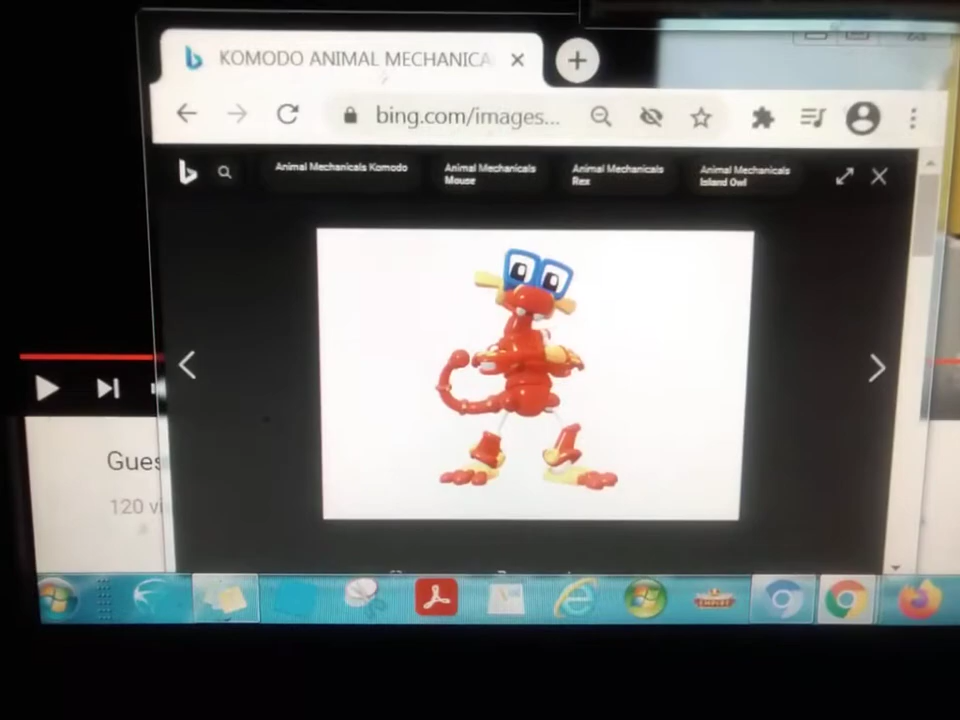 KOMODO ANIMAL MECHANICA
bing.com/images...
Animal Mechanicals Komodo
Animal Mechanicals
Mouse
Animal Mechanicals
Rex
Animal Mechanicals
Island Owl
Gues
120 vi
EMPIRE